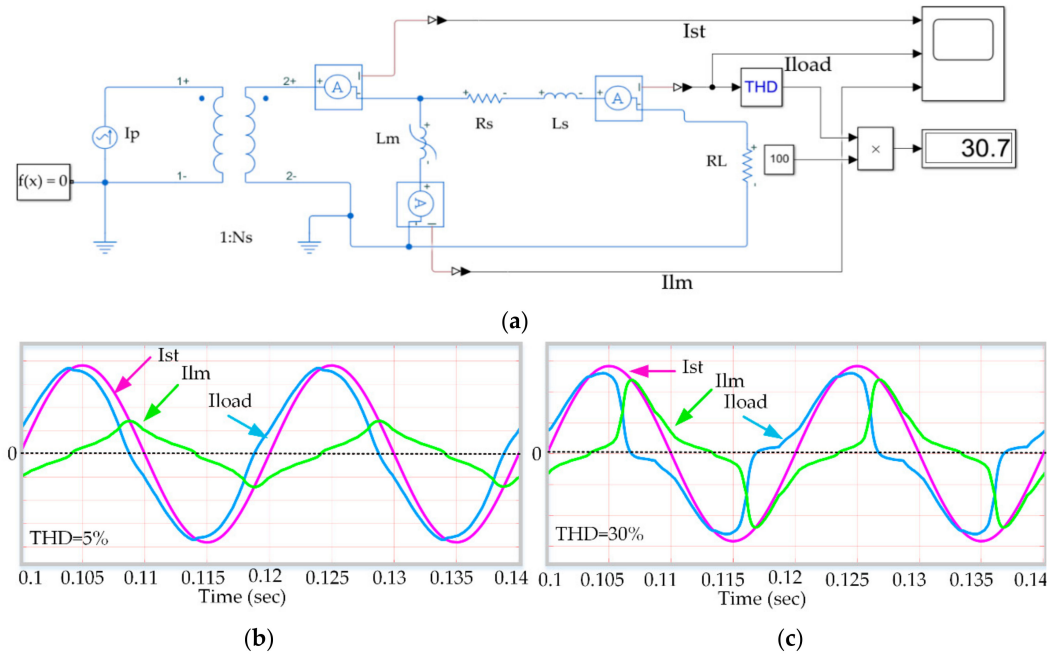 Ist
Iload
1+
2+
A
A
THD
Ip
Rs
Ls
Lm
RL
100
×
30.7
f(x) = 0
1-
2-
A
1:Ns
Ilm
(a)
Ist
Ilm
Iload
0
THD=5%
0.1 0.105 0.11 0.115 0.12 0.125 0.13 0.135 0.14
Time (sec)
(b)
Ist
Ilm
Iload
0
THD=30%
0.1 0.105 0.11 0.115 0.12 0.125 0.13 0.135 0.14
Time (sec)
(c)